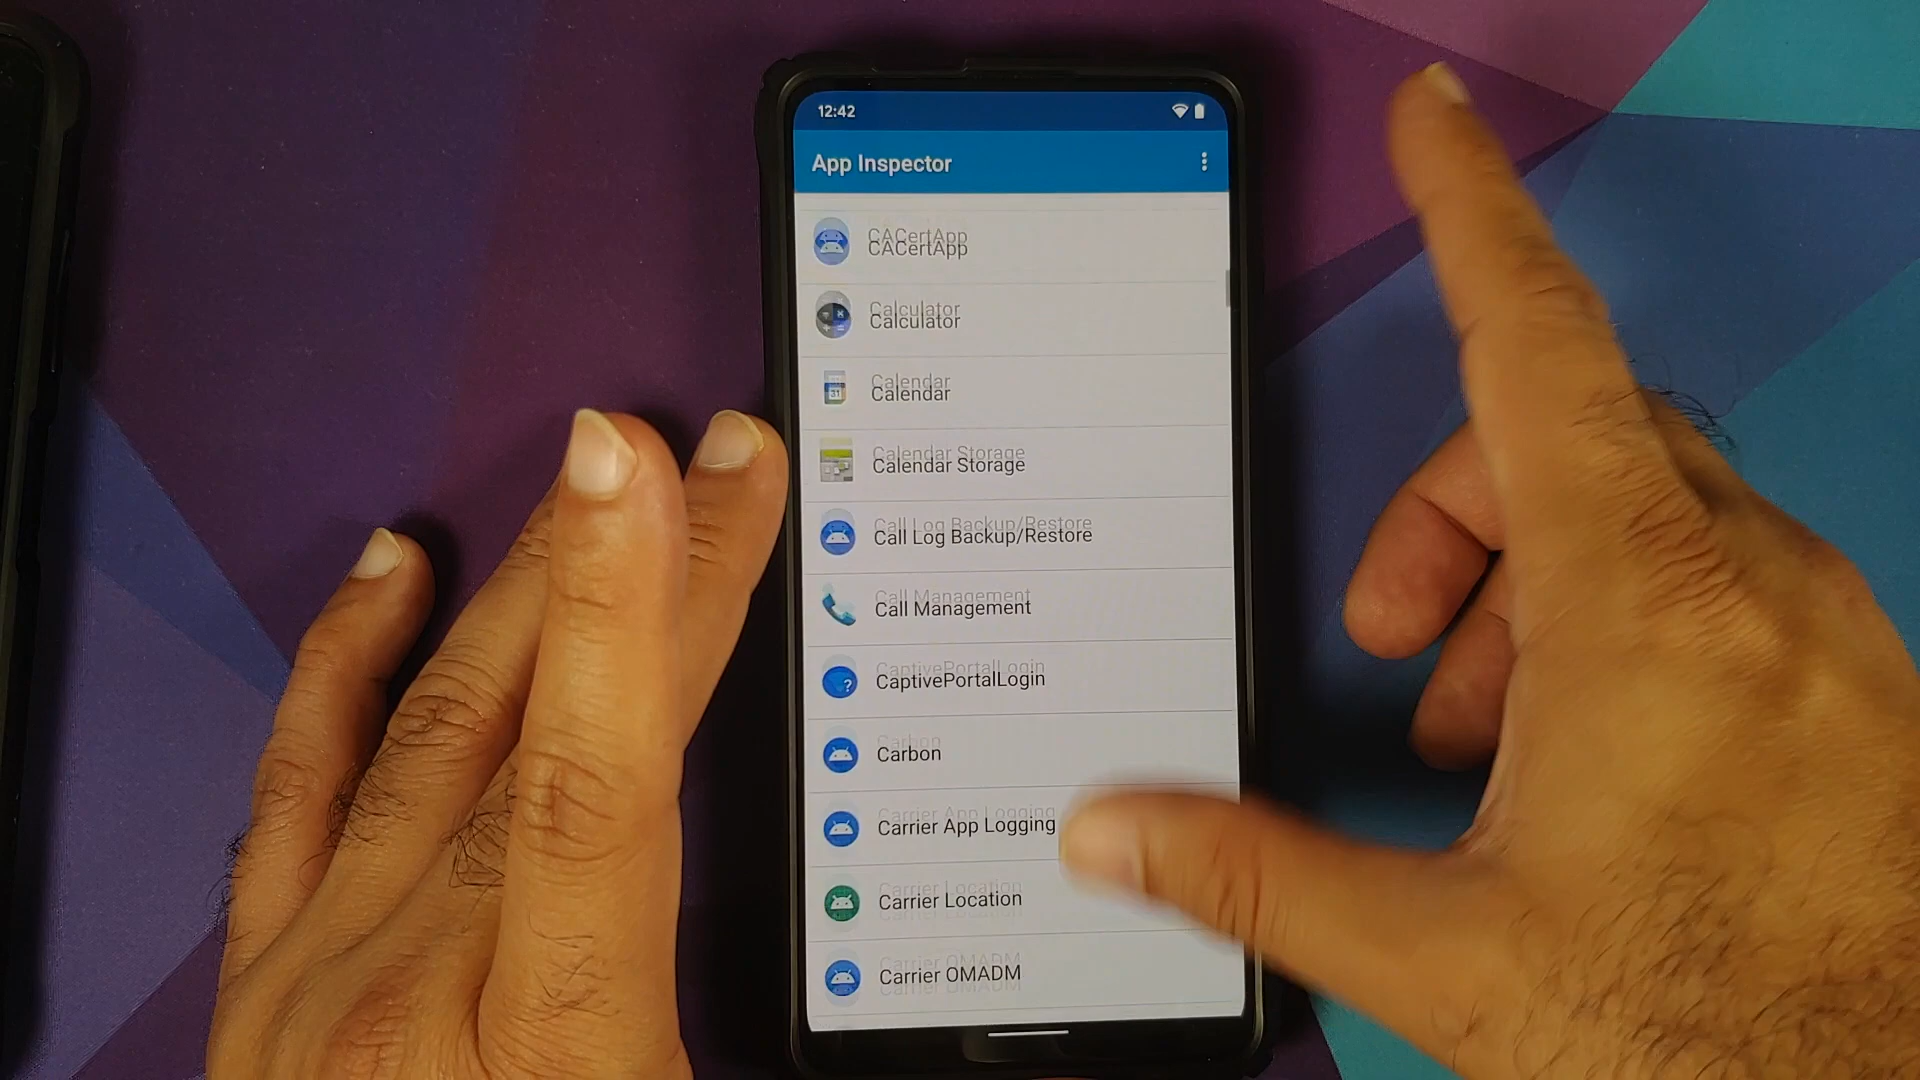 12:42
App Inspector
CACertApp
Calculator
Calendar
31
Calendar Storage
Call Log Backup/Restore
Call Management
CaptivePortalLogin
?
Carbon
Carrier App Logging
Carrier Location
Carrier OMADM